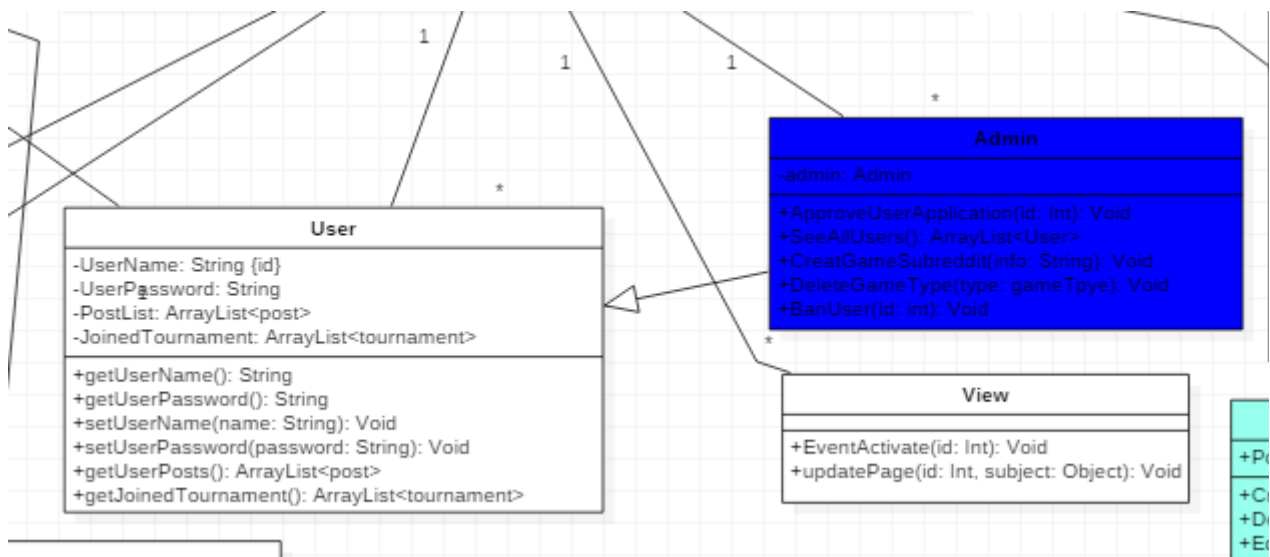 1
1
1
*
*
*
User
-UserName: String {id}
-UserPassword: String
-PostList: ArrayList<post>
-JoinedTournament: ArrayList<tournament>
+getUserName(): String
+getUserPassword(): String
+setUserName(name: String): Void
+setUserPassword(password: String): Void
+getUserPosts(): ArrayList<post>
+getJoinedTournament(): ArrayList<tournament>
Admin
-admin: Admin
+ApproveUserApplication(id: Int): Void
+SeeAllUsers(): ArrayList<User>
+CreatGameSubreddit(info: String): Void
+DeleteGameType(type: gameTpye): Void
+BanUser(Id: int): Void
View
+EventActivate(id: Int): Void
+updatePage(id: Int, subject: Object): Void